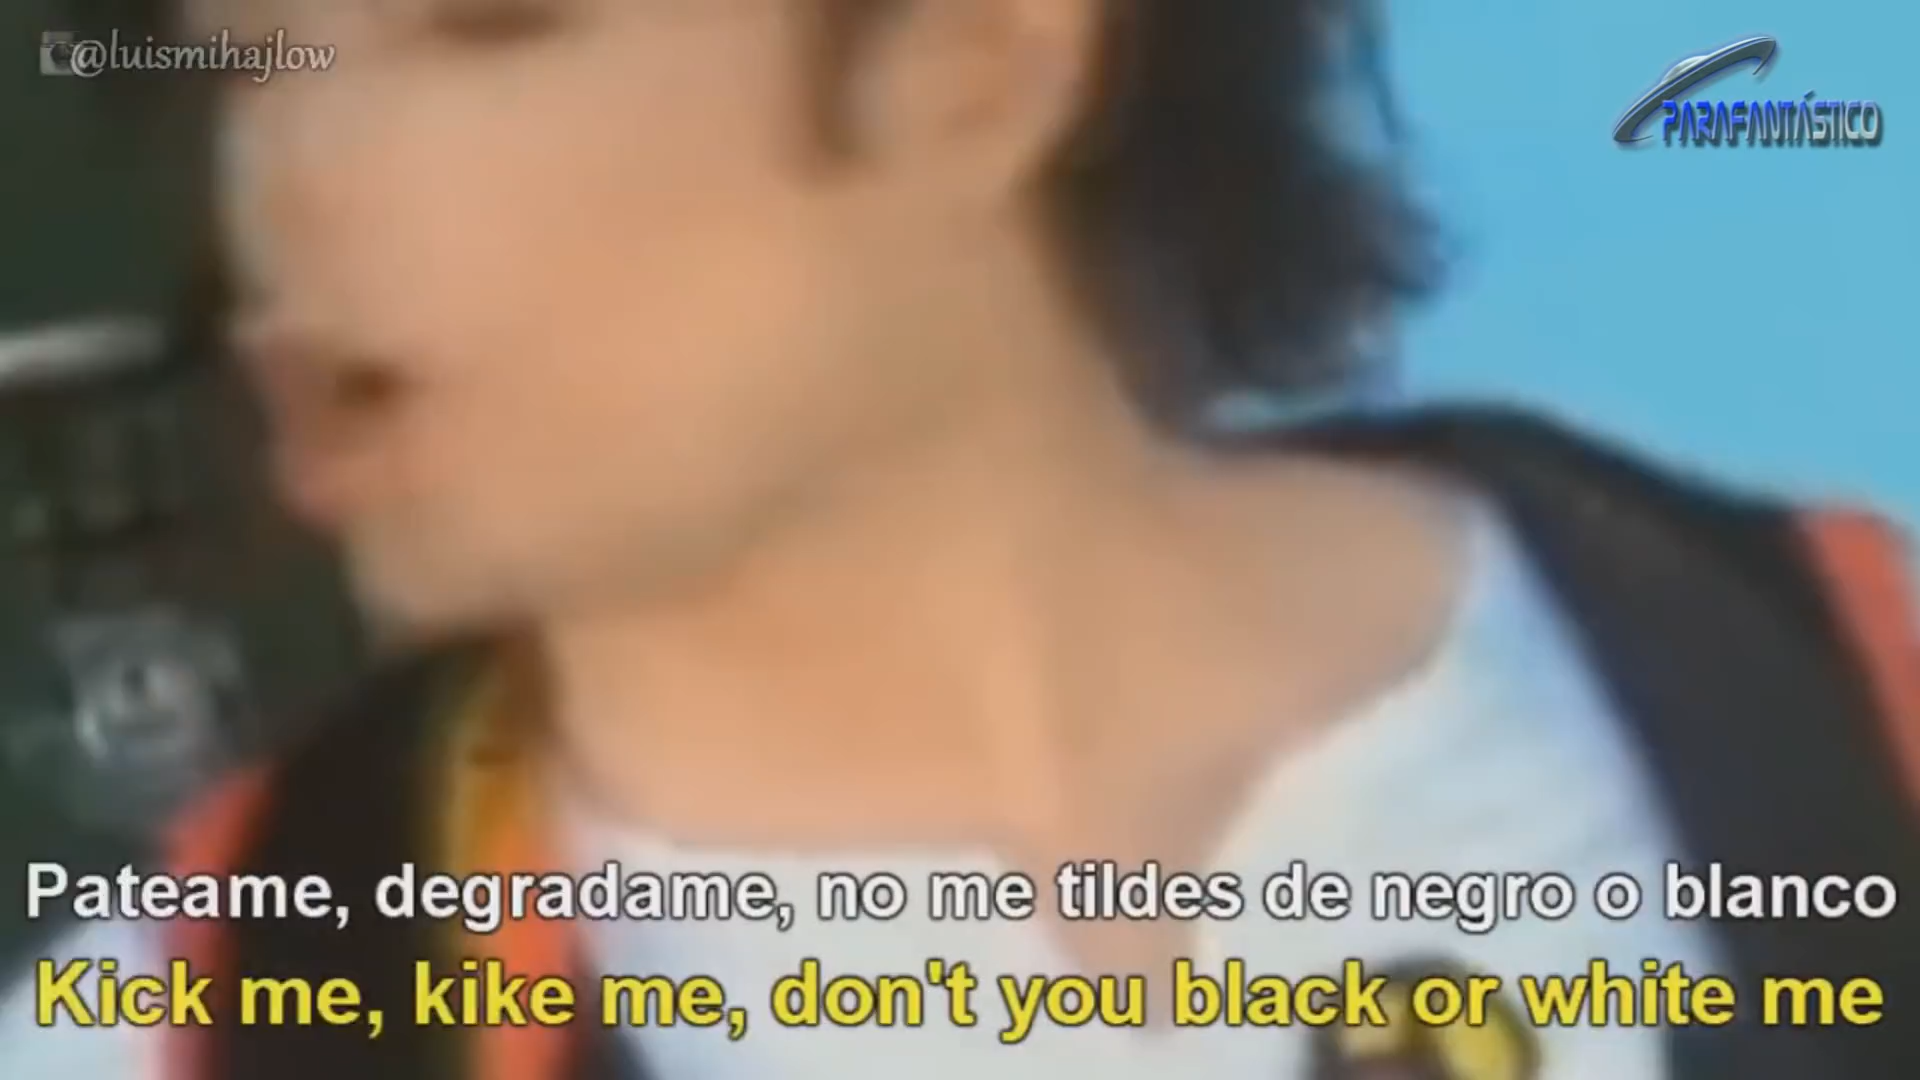 @luismihajlow
PARAFANTÁSTICO
Pateame, degradame, no me tildes de negro o blanco
Kick me, kike me, don't you black or white me